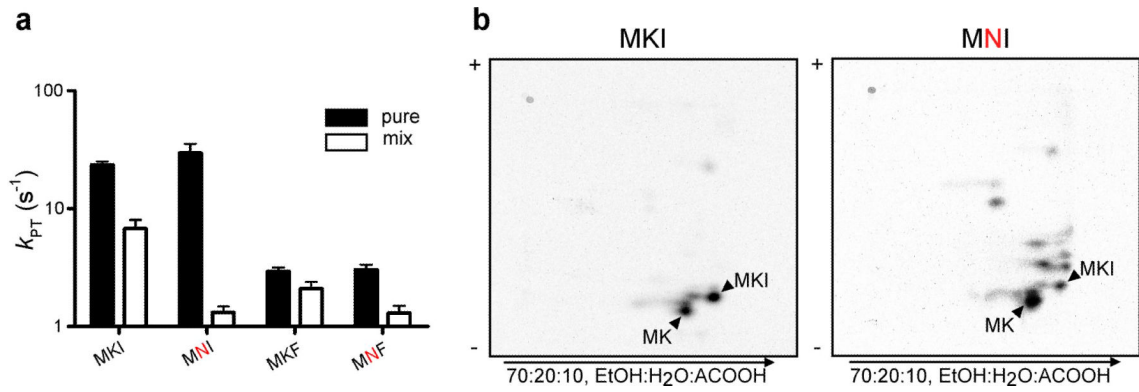 a
b
MKI
MNI
100
10
1
k_PT (s⁻¹)
pure
mix
MKI
MNI
MKF
MNF
+
-
MKI
MK
70:20:10, EtOH:H₂O:ACOOH
+
-
MKI
MK
70:20:10, EtOH:H₂O:ACOOH